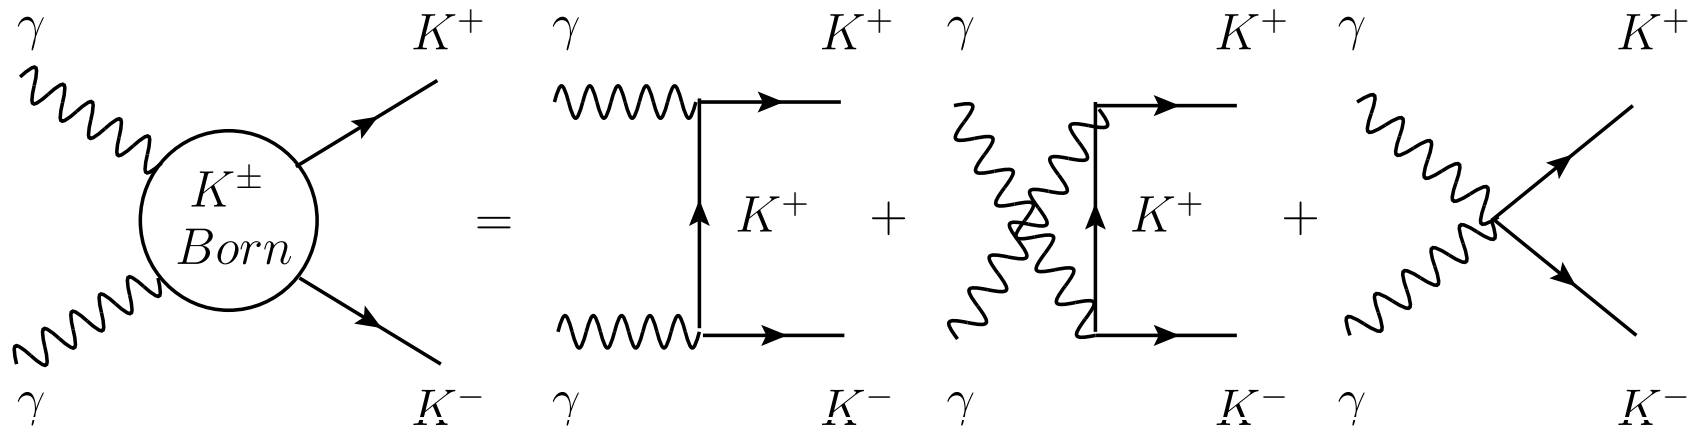 γ K⁺ γ K⁺ γ K⁺ γ K⁺
K±
Born
= K⁺ + K⁺ +
γ K⁻ γ K⁻ γ K⁻ γ K⁻